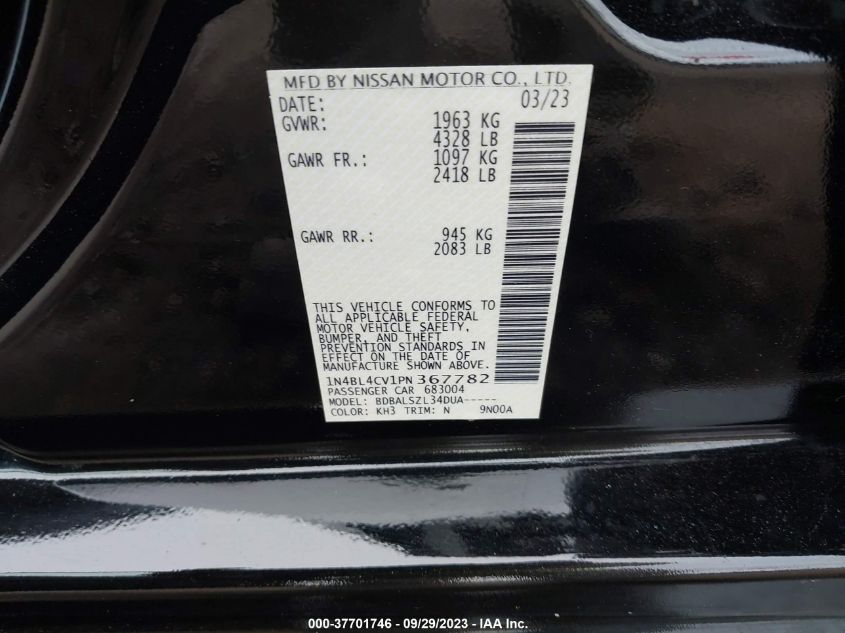 MFD BY NISSAN MOTOR CO., LTD.
DATE: 03/23
GVWR: 1963 KG
4328 LB
GAWR FR.: 1097 KG
2418 LB
GAWR RR.: 945 KG
2083 LB
THIS VEHICLE CONFORMS TO
ALL APPLICABLE FEDERAL
MOTOR VEHICLE SAFETY,
BUMPER, AND THEFT
PREVENTION STANDARDS IN
EFFECT ON THE DATE OF
MANUFACTURE SHOWN ABOVE.
1N4BL4CV1PN367782
PASSENGER CAR 683004
MODEL: BDBALSZL34DUA-----
COLOR: KH3 TRIM: N 9N00A
000-37701746 - 09/29/2023 - IAA Inc.